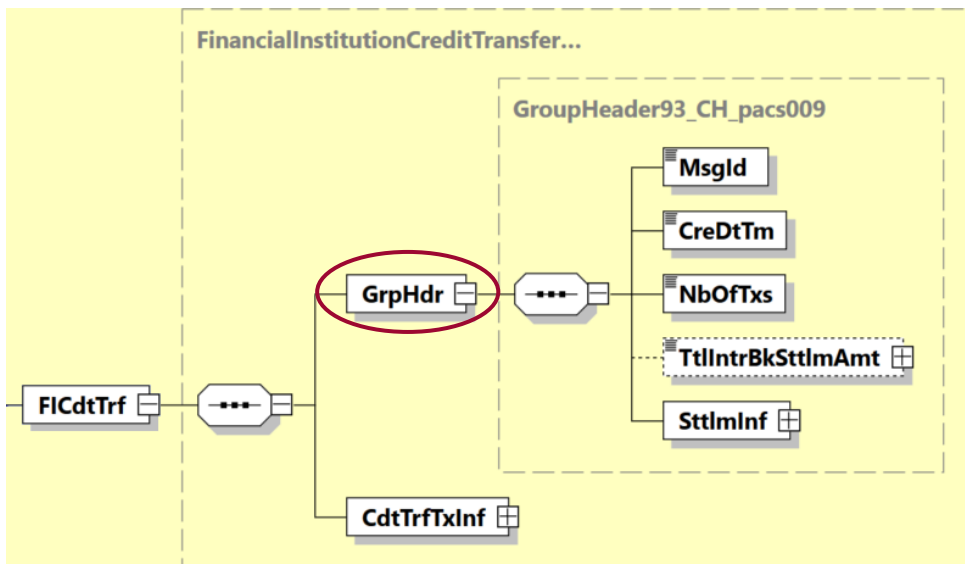 FinancialInstitutionCreditTransfer...
GroupHeader93_CH_pacs009
MsgId
CreDtTm
GrpHdr
NbOfTxs
TtlIntrBkSttlmAmt
FICdtTrf
SttlmInf
CdtTrfTxInf